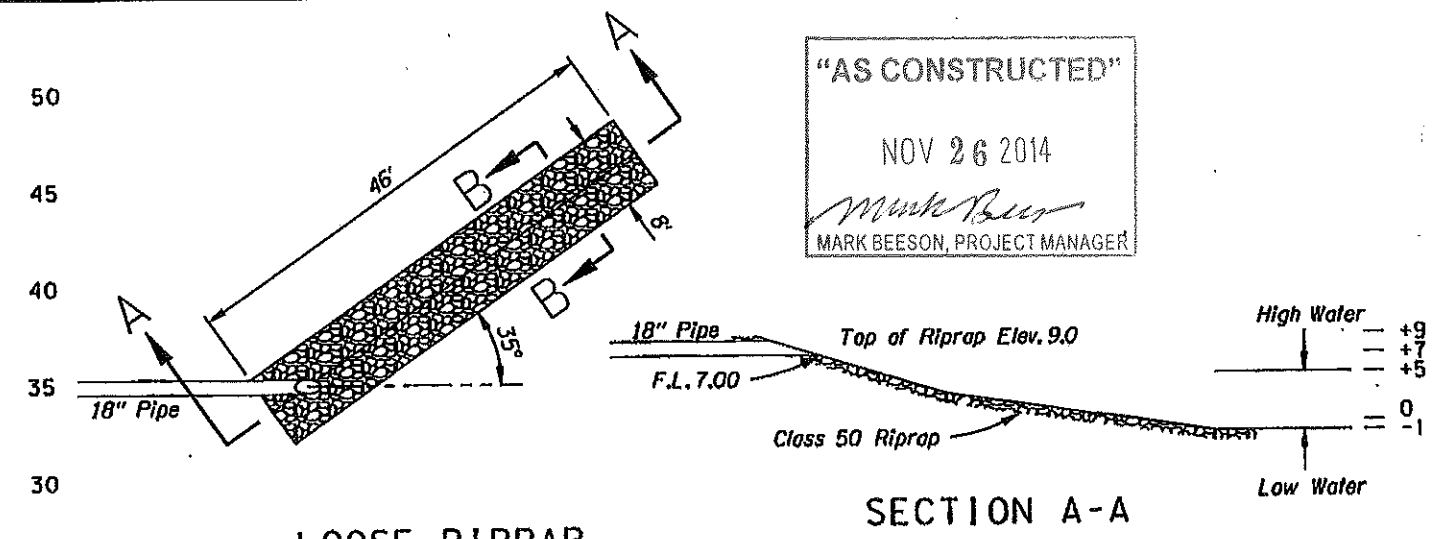 50
45
40
35
30
A
A
B
B
46'
8'
35°
18" Pipe
"AS CONSTRUCTED"
NOV 26 2014
Mark Beeson
MARK BEESON, PROJECT MANAGER
18" Pipe
Top of Riprap Elev. 9.0
F.L. 7.00
Class 50 Riprap
High Water
+9
+7
+5
0
-1
Low Water
SECTION A-A
LOOSE RIPRAP